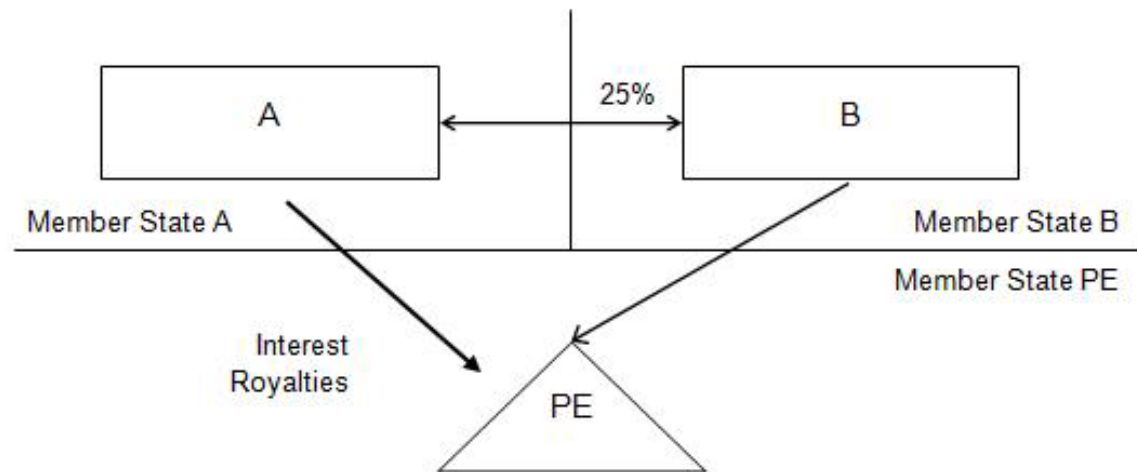 A
25%
B
Member State A
Member State B
Member State PE
Interest
Royalties
PE